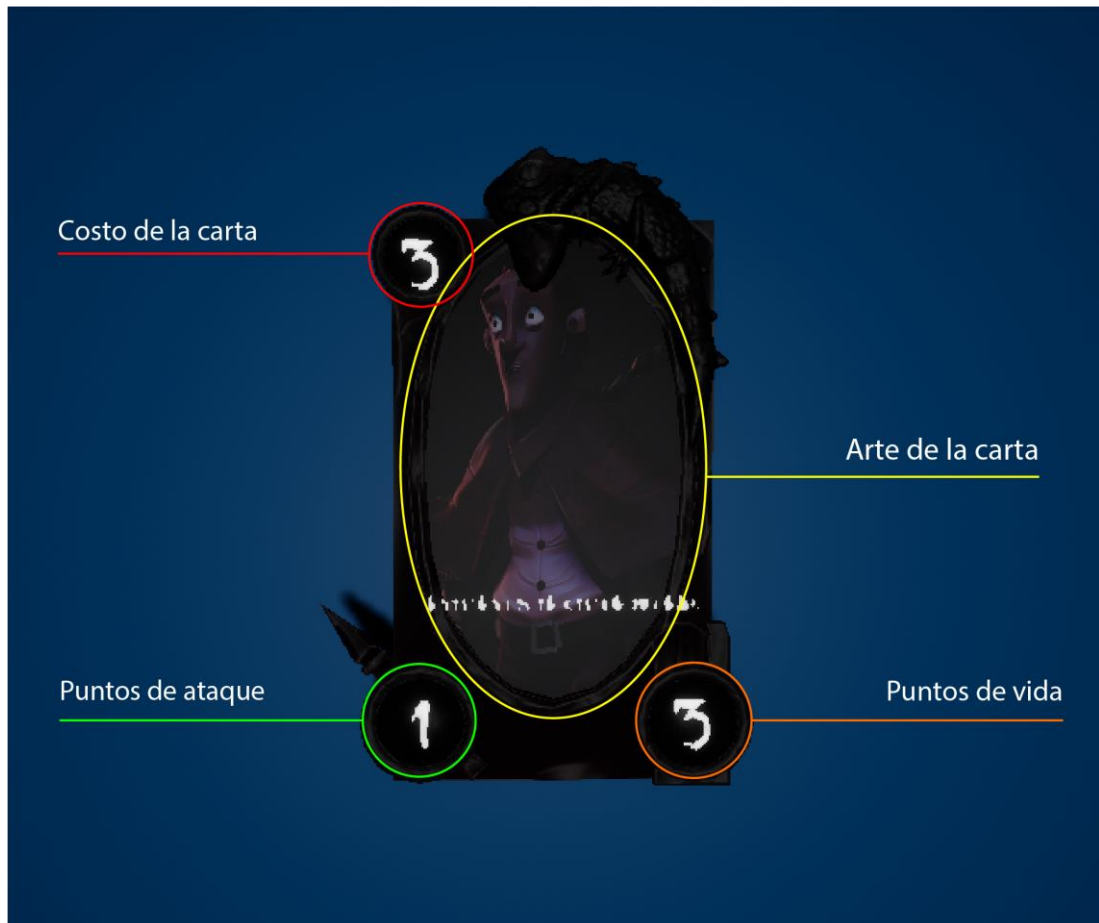 Costo de la carta
3
Arte de la carta
Puntos de ataque
1
Puntos de vida
3